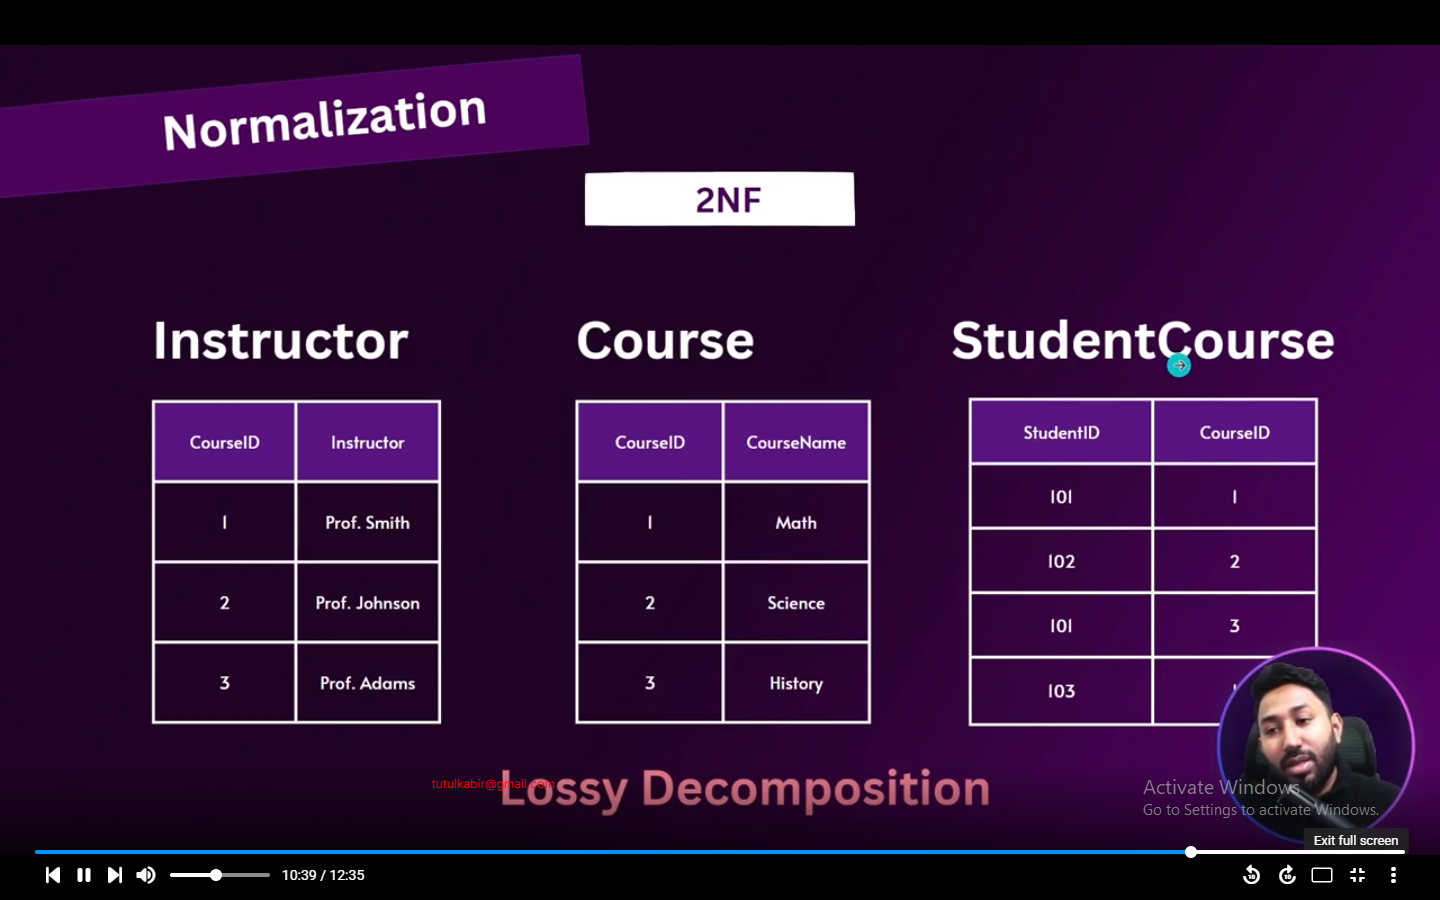 Normalization
2NF
Instructor
Course
StudentCourse
CourseID Instructor
1 Prof. Smith
2 Prof. Johnson
3 Prof. Adams
CourseID CourseName
1 Math
2 Science
3 History
StudentID CourseID
101 1
102 2
101 3
103
tutulkabir@gmail.com
Lossy Decomposition
Activate Windows
Go to Settings to activate Windows.
Exit full screen
10:39 / 12:35
10
10